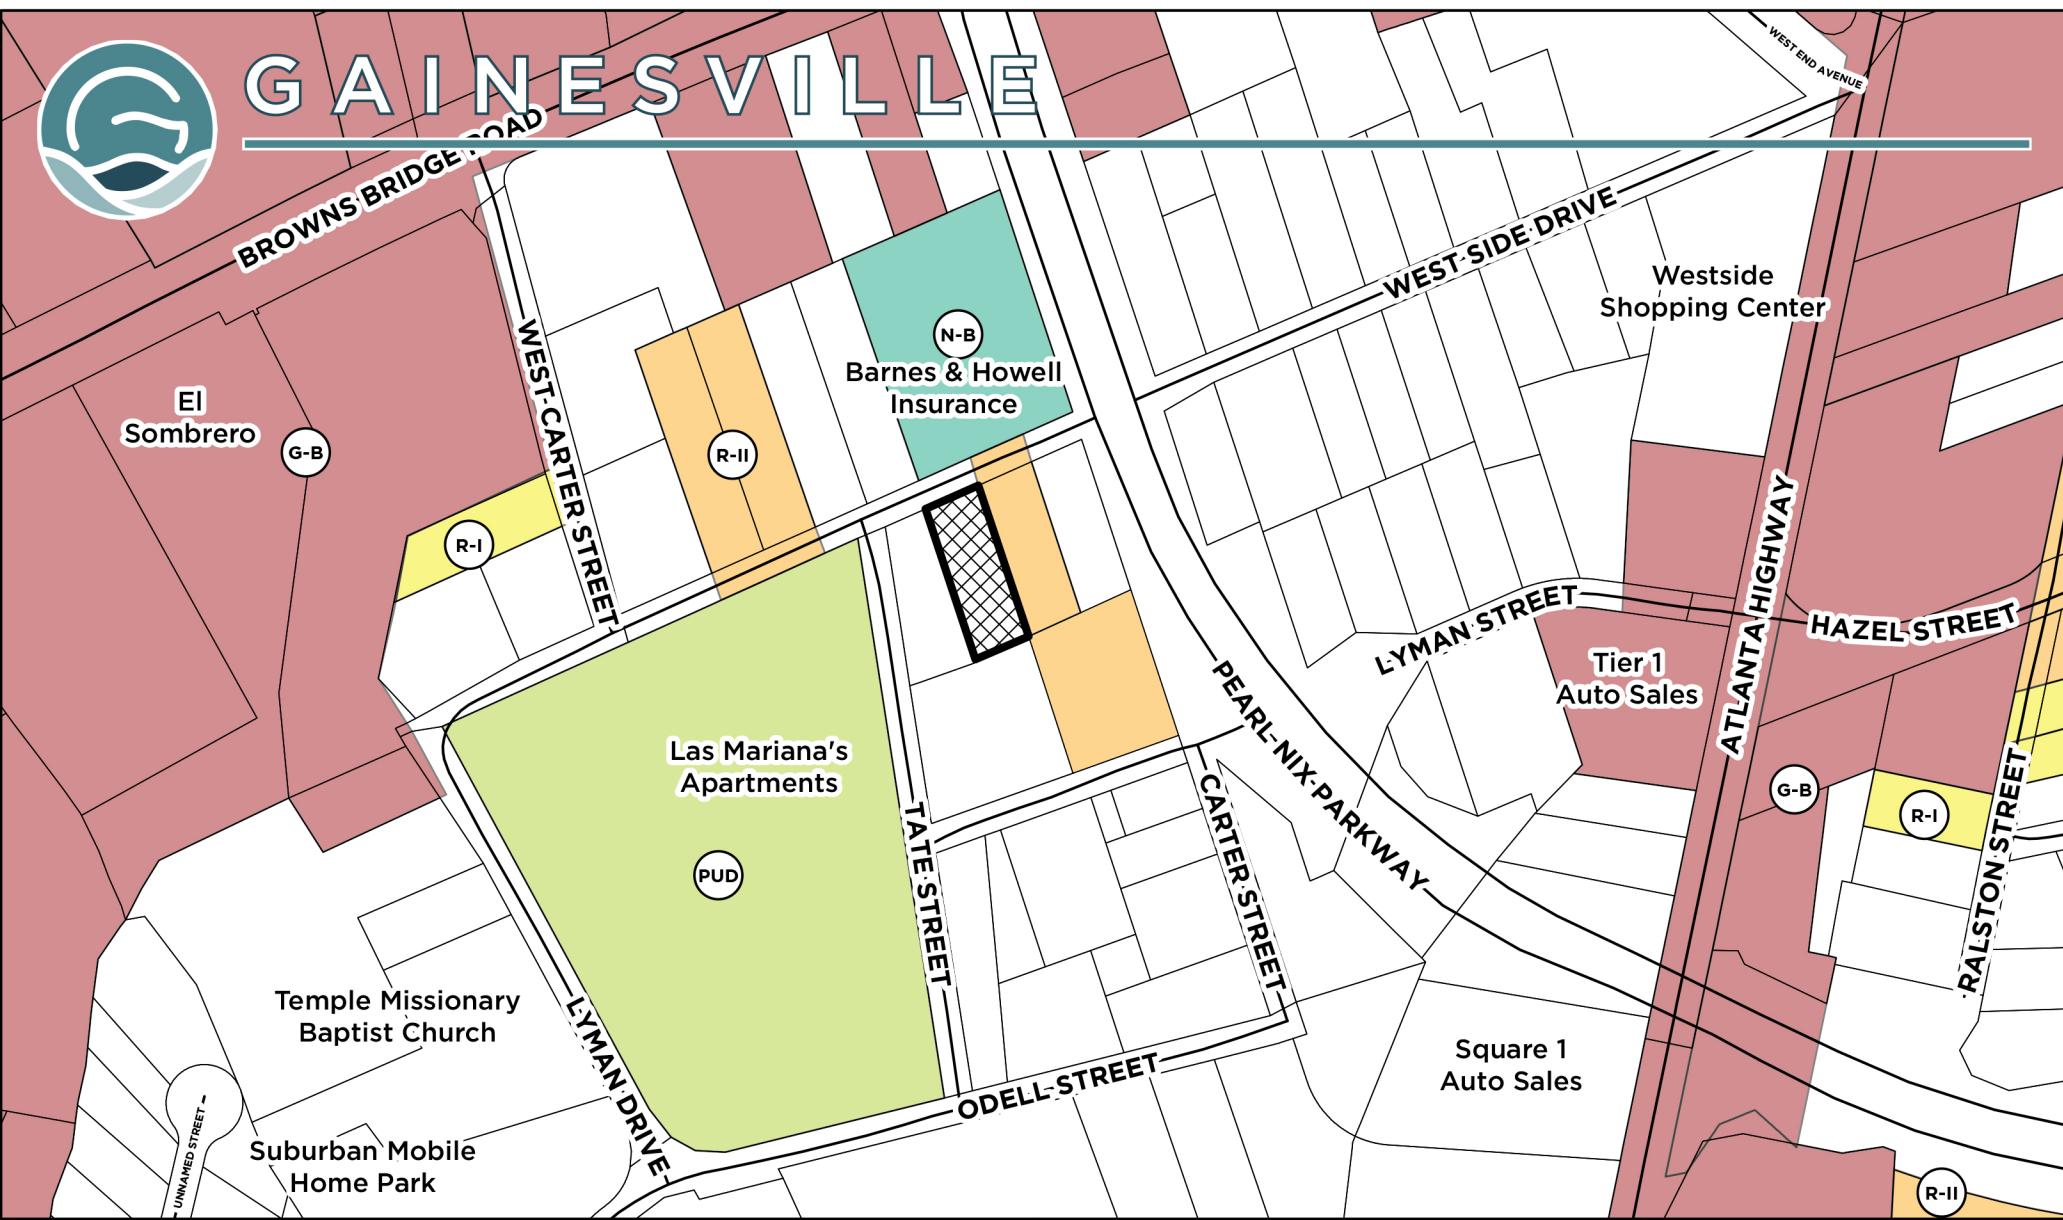 GAINESVILLE
WEST END AVENUE
BROWNS BRIDGE ROAD
WEST SIDE DRIVE
Westside
Shopping Center
N-B
Barnes & Howell
Insurance
WEST CARTER STREET
El
Sombrero
G-B
R-II
R-I
ATLANTA HIGHWAY
LYMAN STREET
HAZEL STREET
Tier 1
Auto Sales
PEARL NIX PARKWAY
Las Mariana's
Apartments
PUD
TATE STREET
CARTER STREET
G-B
R-I
RALSTON STREET
Temple Missionary
Baptist Church
LYMAN DRIVE
Square 1
Auto Sales
ODELL STREET
UNNAMED STREET
Suburban Mobile
Home Park
R-II